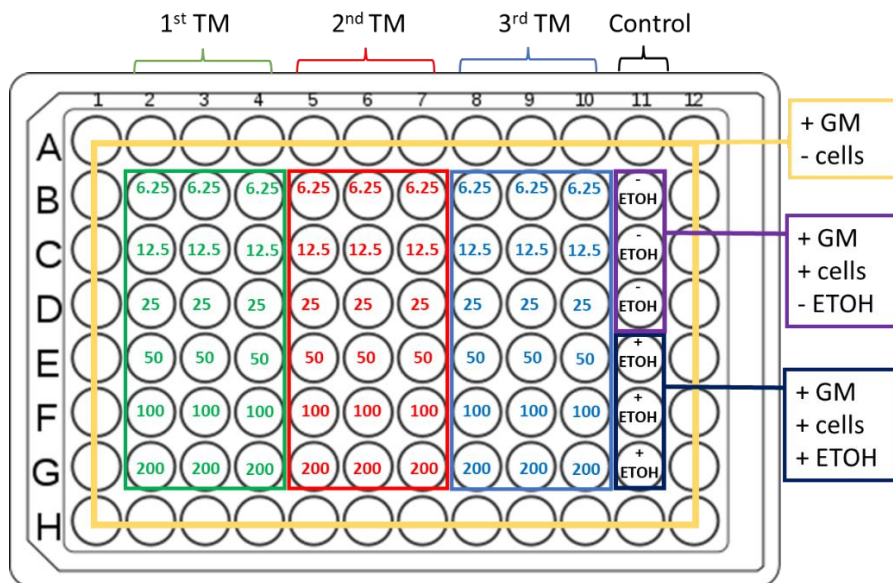 1st TM 2nd TM 3rd TM Control
1 2 3 4 5 6 7 8 9 10 11 12
A
B 6.25 6.25 6.25 6.25 6.25 6.25 6.25 6.25 6.25 - ETOH
C 12.5 12.5 12.5 12.5 12.5 12.5 12.5 12.5 12.5 - ETOH
D 25 25 25 25 25 25 25 25 25 - ETOH
E 50 50 50 50 50 50 50 50 50 + ETOH
F 100 100 100 100 100 100 100 100 100 + ETOH
G 200 200 200 200 200 200 200 200 200 + ETOH
H
+ GM
- cells
+ GM
+ cells
- ETOH
+ GM
+ cells
+ ETOH